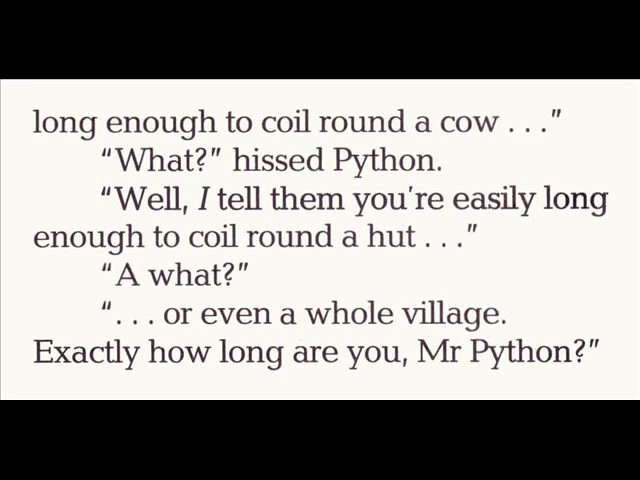 long enough to coil round a cow . . ."
"What?" hissed Python.
"Well, I tell them you're easily long
enough to coil round a hut . . ."
"A what?"
". . . or even a whole village.
Exactly how long are you, Mr Python?"